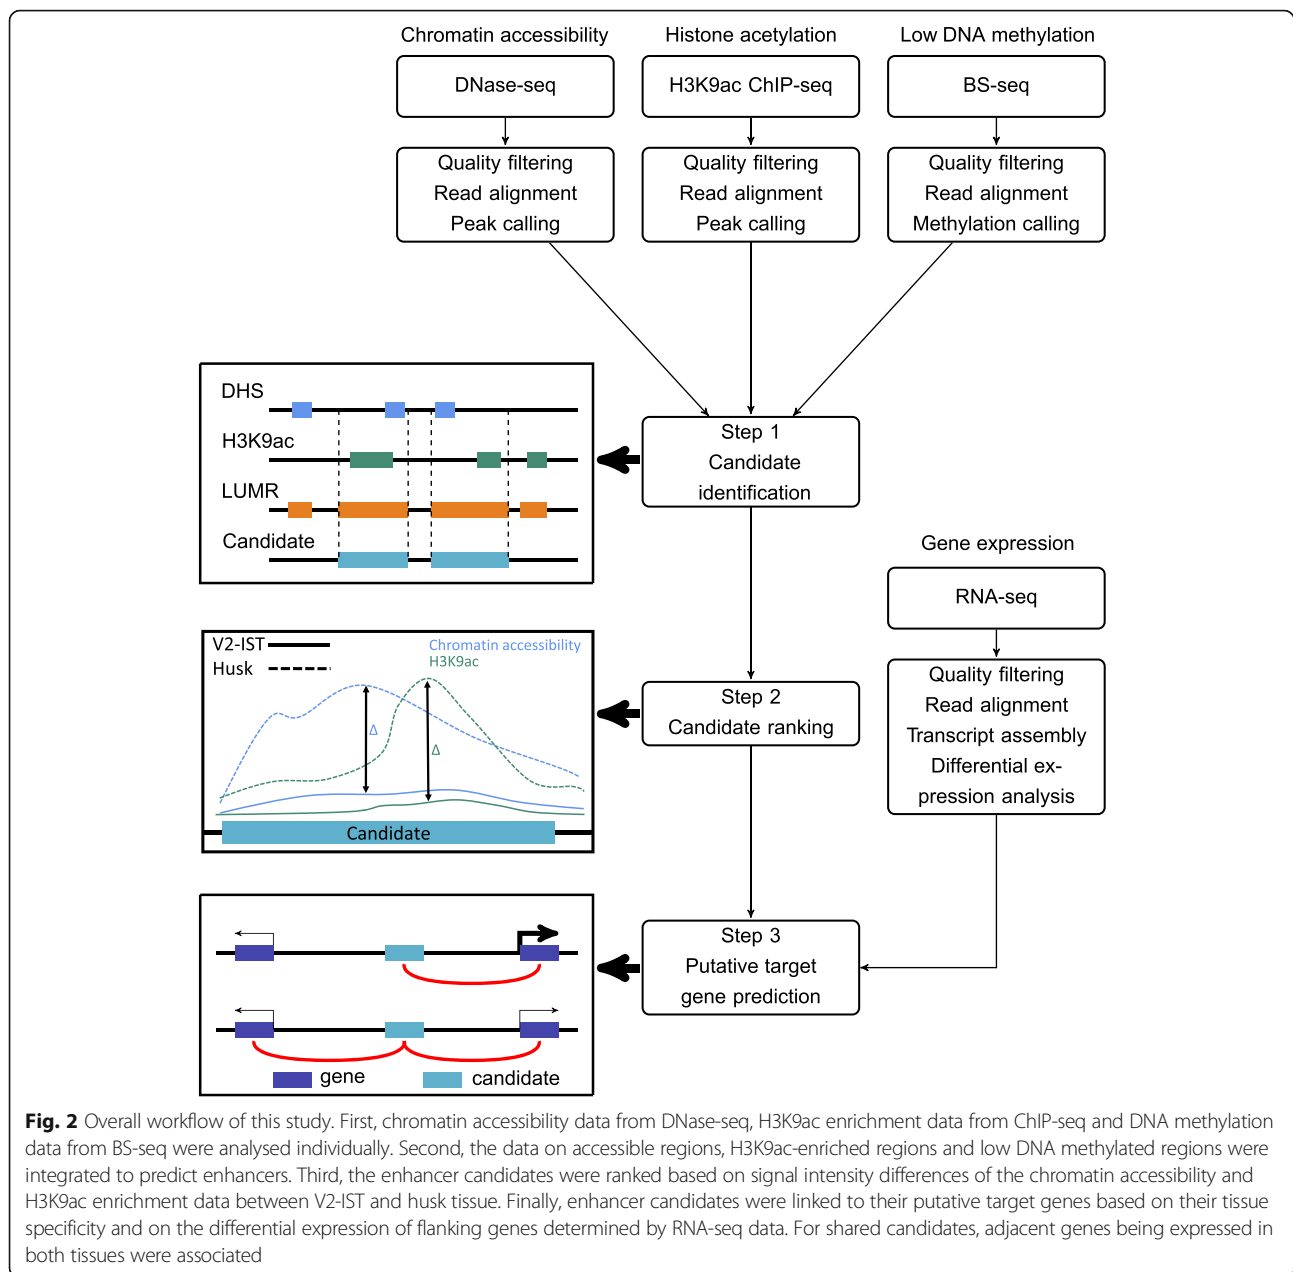 Chromatin accessibility
Histone acetylation
Low DNA methylation
DNase-seq
H3K9ac ChIP-seq
BS-seq
Quality filtering
Read alignment
Peak calling
Quality filtering
Read alignment
Peak calling
Quality filtering
Read alignment
Methylation calling
DHS
H3K9ac
LUMR
Candidate
Step 1
Candidate
identification
Gene expression
RNA-seq
Quality filtering
Read alignment
Transcript assembly
Differential ex-
pression analysis
V2-IST
Husk
Chromatin accessibility
H3K9ac
Δ
Δ
Candidate
Step 2
Candidate ranking
Step 3
Putative target
gene prediction
gene
candidate
Fig. 2 Overall workflow of this study. First, chromatin accessibility data from DNase-seq, H3K9ac enrichment data from ChIP-seq and DNA methylation
data from BS-seq were analysed individually. Second, the data on accessible regions, H3K9ac-enriched regions and low DNA methylated regions were
integrated to predict enhancers. Third, the enhancer candidates were ranked based on signal intensity differences of the chromatin accessibility and
H3K9ac enrichment data between V2-IST and husk tissue. Finally, enhancer candidates were linked to their putative target genes based on their tissue
specificity and on the differential expression of flanking genes determined by RNA-seq data. For shared candidates, adjacent genes being expressed in
both tissues were associated